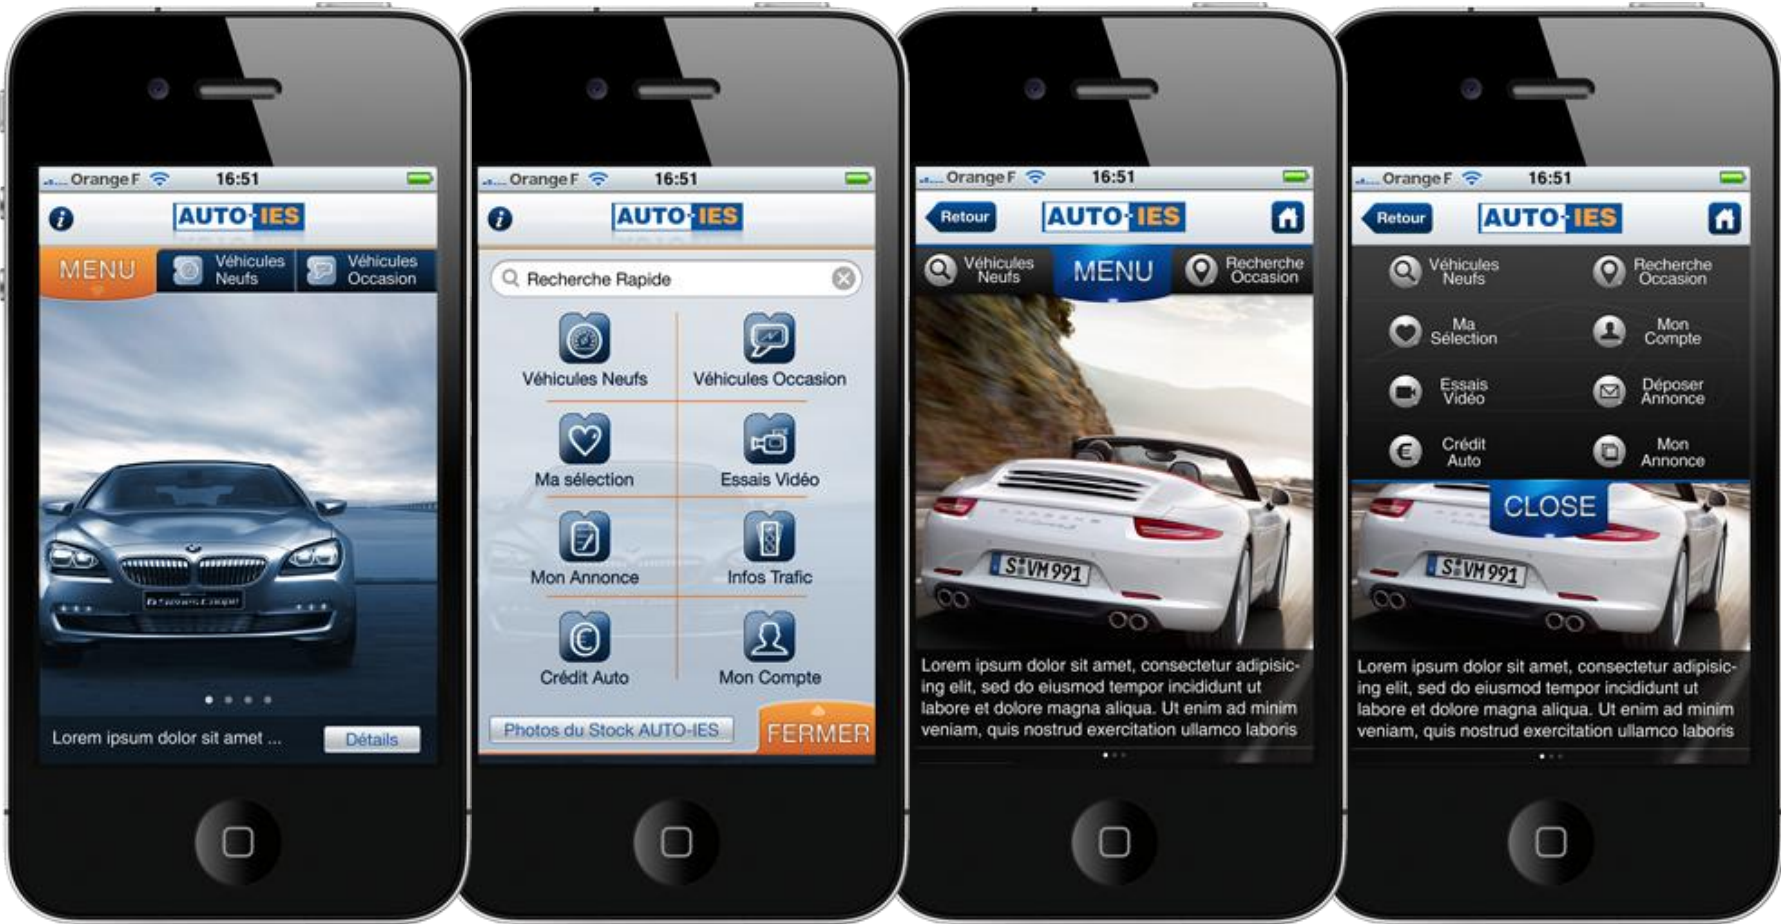 Orange F 16:51
AUTO-IES
MENU
Véhicules
Neufs
Véhicules
Occasion
Lorem ipsum dolor sit amet ...
Détails
Orange F 16:51
AUTO-IES
Recherche Rapide
Véhicules Neufs
Véhicules Occasion
Ma sélection
Essais Vidéo
Mon Annonce
Infos Trafic
Crédit Auto
Mon Compte
Photos du Stock AUTO-IES
FERMER
Orange F 16:51
Retour
AUTO-IES
Véhicules
Neufs
MENU
Recherche
Occasion
S VM 991
Lorem ipsum dolor sit amet, consectetur adipisic-
ing elit, sed do eiusmod tempor incididunt ut
labore et dolore magna aliqua. Ut enim ad minim
veniam, quis nostrud exercitation ullamco laboris
Orange F 16:51
Retour
AUTO-IES
Véhicules
Neufs
Recherche
Occasion
Ma
Sélection
Mon
Compte
Essais
Vidéo
Déposer
Annonce
Crédit
Auto
Mon
Annonce
CLOSE
S VM 991
Lorem ipsum dolor sit amet, consectetur adipisic-
ing elit, sed do eiusmod tempor incididunt ut
labore et dolore magna aliqua. Ut enim ad minim
veniam, quis nostrud exercitation ullamco laboris